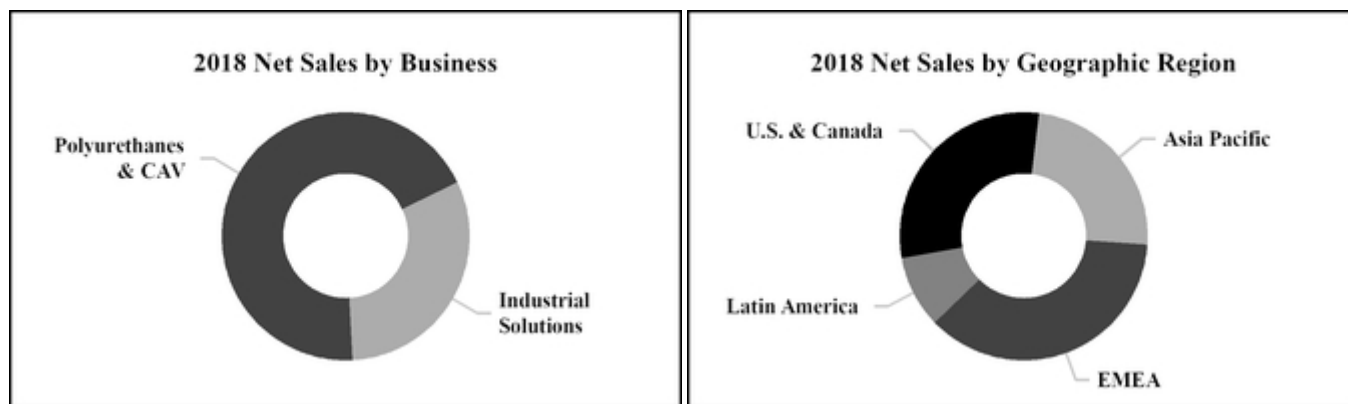 2018 Net Sales by Business
Polyurethanes
& CAV
Industrial
Solutions
2018 Net Sales by Geographic Region
U.S. & Canada
Asia Pacific
Latin America
EMEA